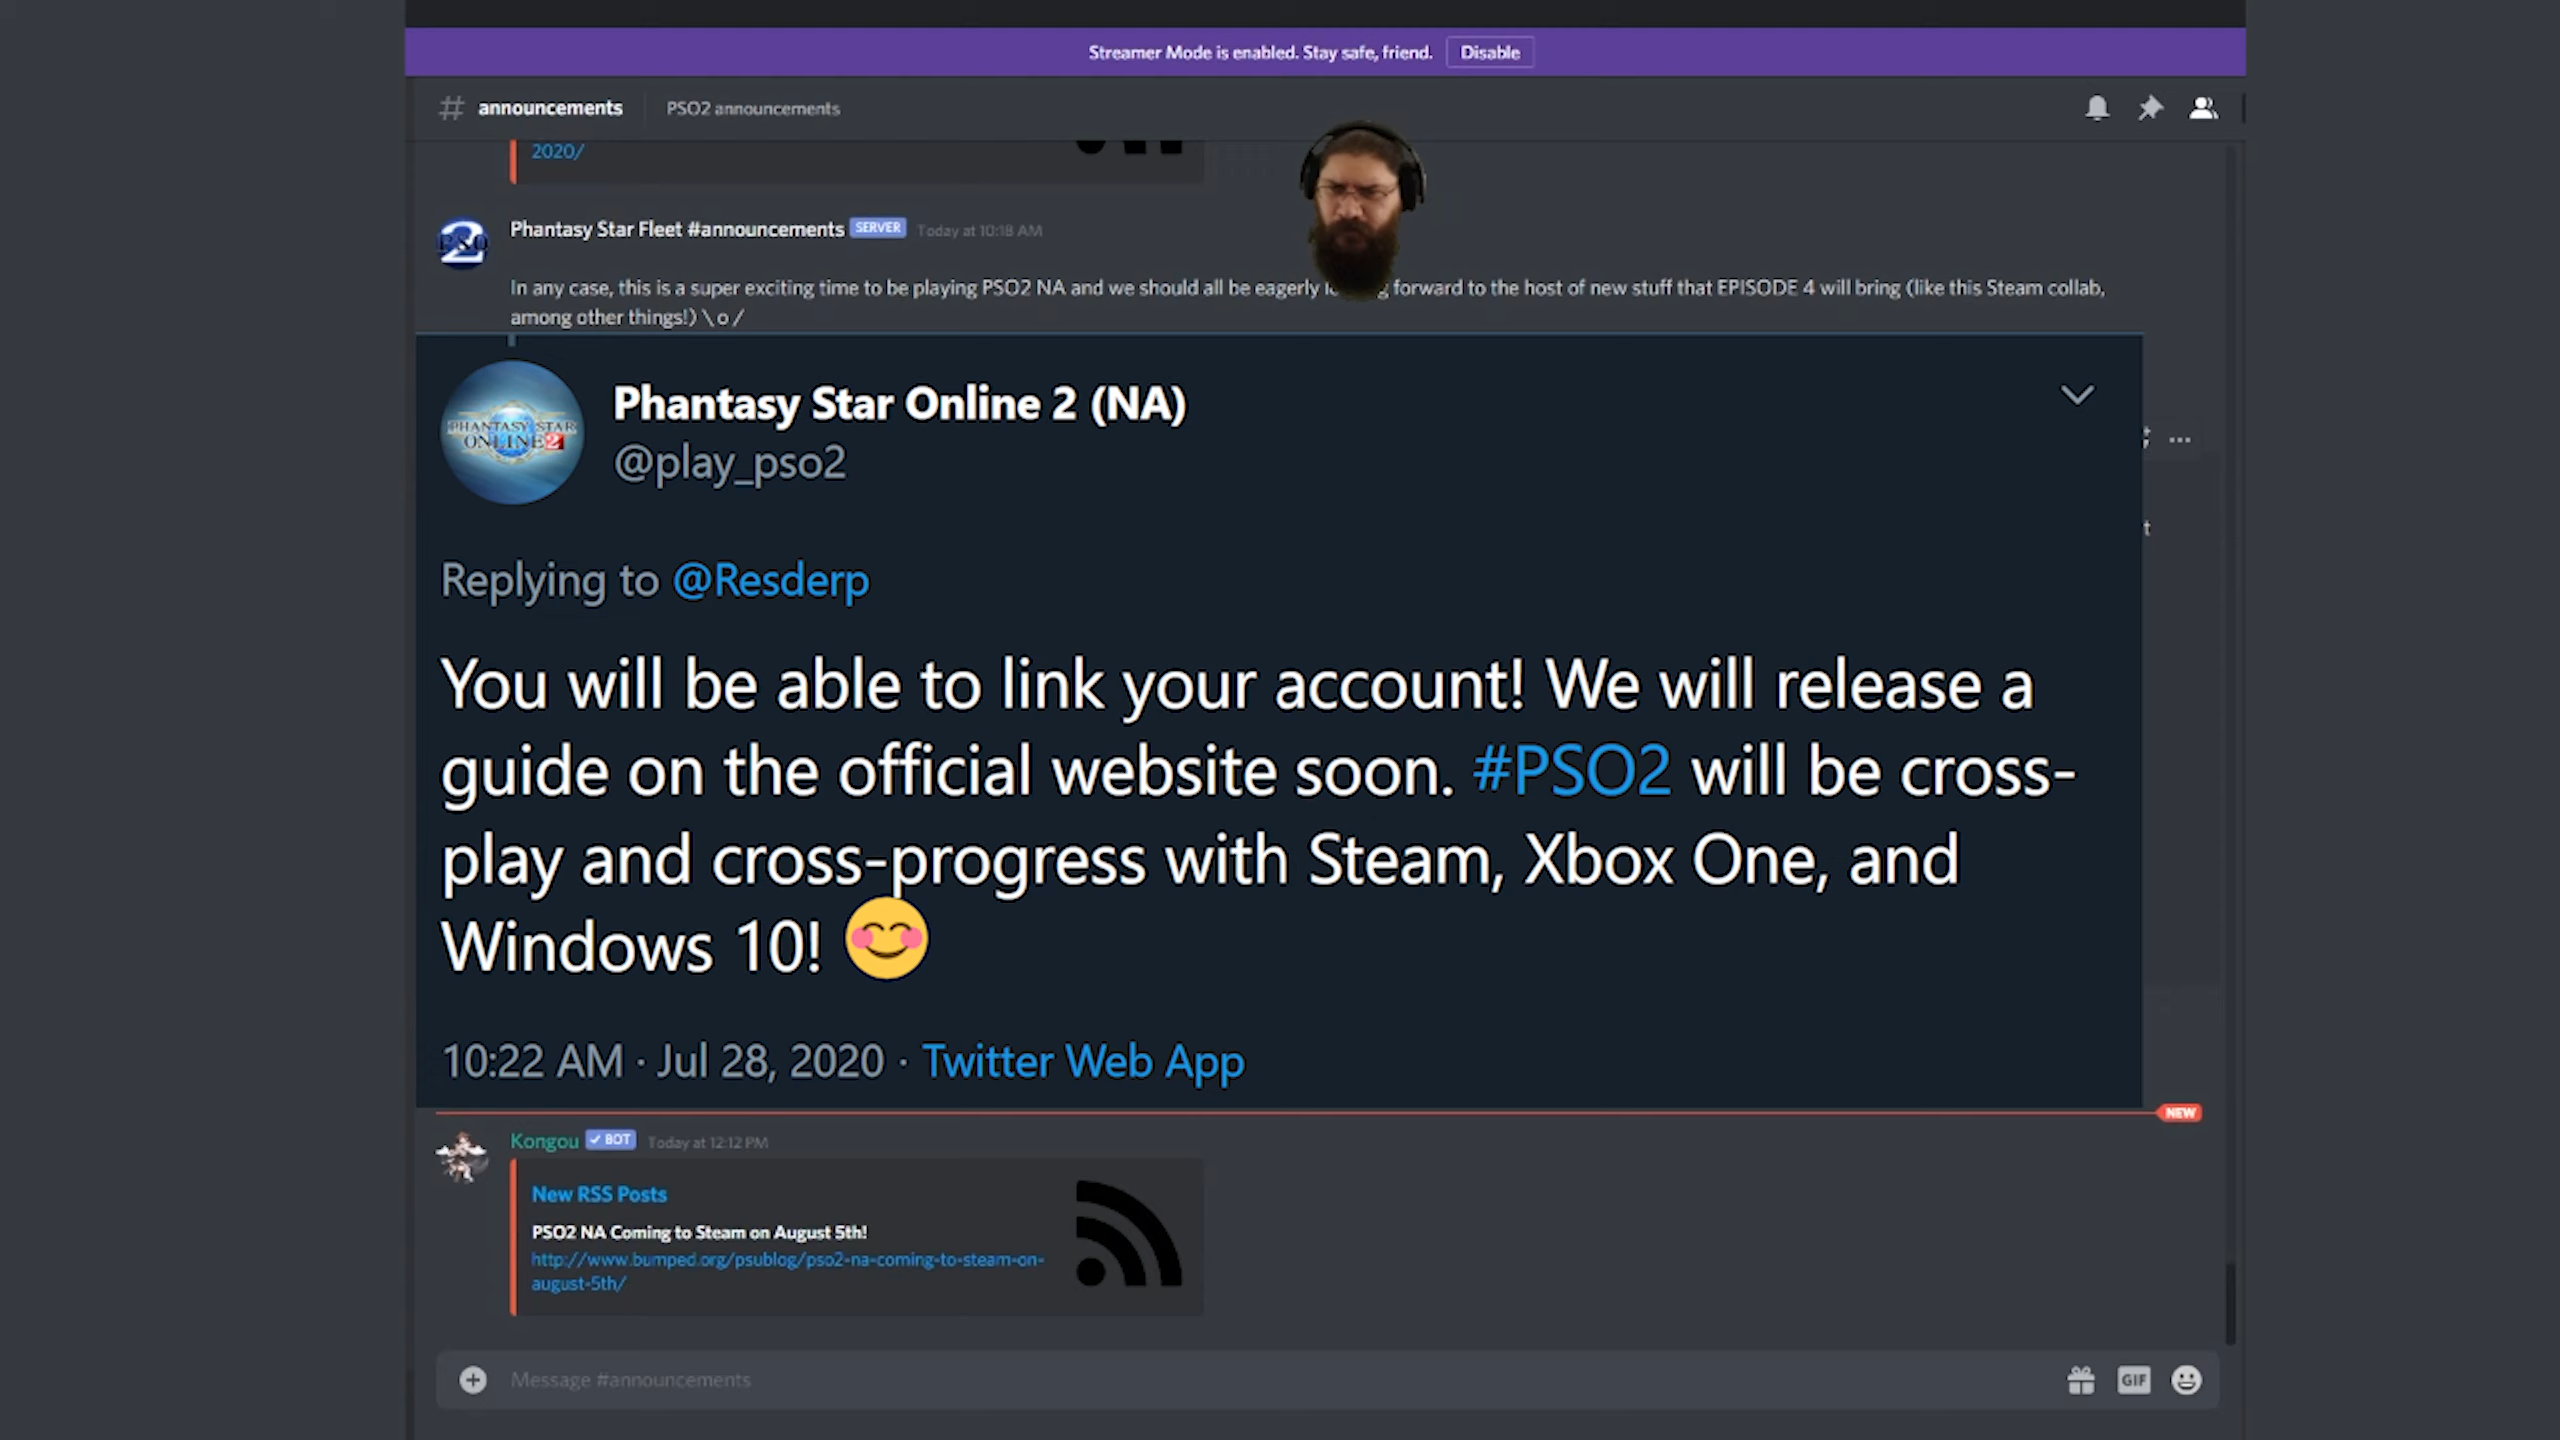 Streamer Mode is enabled. Stay safe, friend. Disable
# announcements PSO2 announcements
2020/
Phantasy Star Fleet #announcements SERVER Today at 10:18 AM
In any case, this is a super exciting time to be playing PSO2 NA and we should all be eagerly forward to the host of new stuff that EPISODE 4 will bring (like this Steam collab,
among other things!) \ o /
PHANTASY STAR
ONLINE 2
Phantasy Star Online 2 (NA)
@play_pso2
Replying to @Resderp
You will be able to link your account! We will release a
guide on the official website soon. #PSO2 will be cross-
play and cross-progress with Steam, Xbox One, and
Windows 10! 😊
10:22 AM · Jul 28, 2020 · Twitter Web App
NEW
Kongou BOT Today at 12:12 PM
New RSS Posts
PSO2 NA Coming to Steam on August 5th!
http://www.bumped.org/psublog/pso2-na-coming-to-steam-on-
august-5th/
Message #announcements
GIF